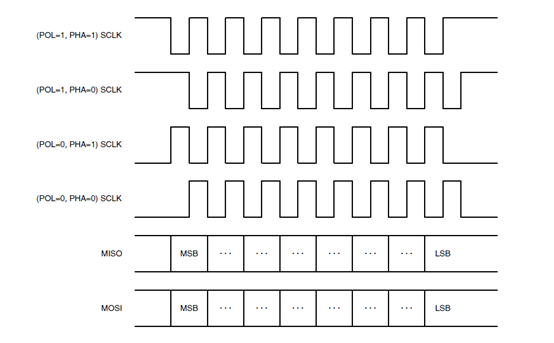 (POL=1, PHA=1) SCLK
(POL=1, PHA=0) SCLK
(POL=0, PHA=1) SCLK
(POL=0, PHA=0) SCLK
MISO MSB ... ... ... ... ... ... LSB
MOSI MSB ... ... ... ... ... ... LSB